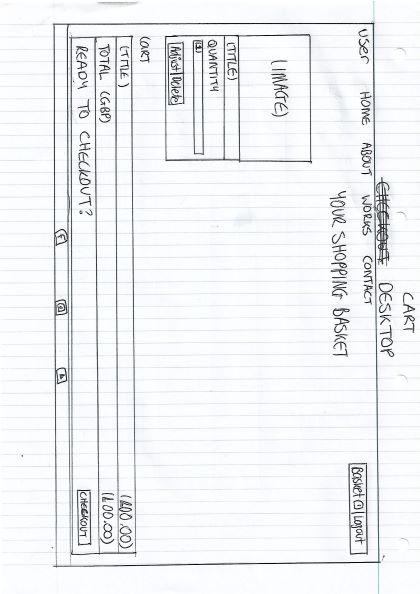 CART
CHECKOUT DESKTOP
USER HOME ABOUT WORKS CONTACT
Basket ① Logout
YOUR SHOPPING BASKET
(IMAGE)
(TITLE)
QUANTITY
(1)
Adjust Delete
CART
(TITLE) (£00.00)
TOTAL (GBP) (£00.00)
READY TO CHECKOUT? CHECKOUT
F